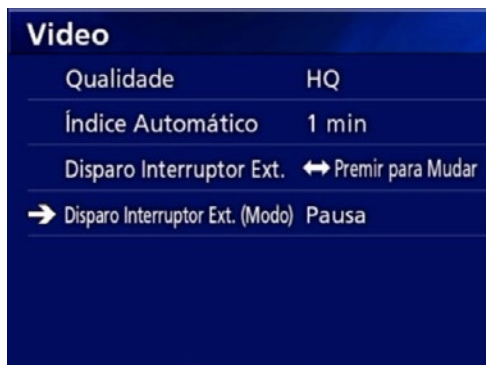 Video
Qualidade HQ
Índice Automático 1 min
Disparo Interruptor Ext. ↔ Premir para Mudar
➔ Disparo Interruptor Ext. (Modo) Pausa